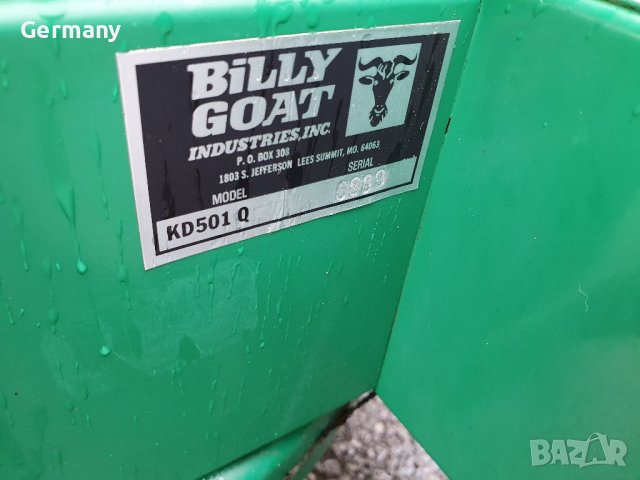 Germany
BiLLY
GOAT
INDUSTRIES, INC.
P. O. BOX 308
1803 S. JEFFERSON LEES SUMMIT, MO. 64063
MODEL SERIAL
KD501 Q
BAZAR